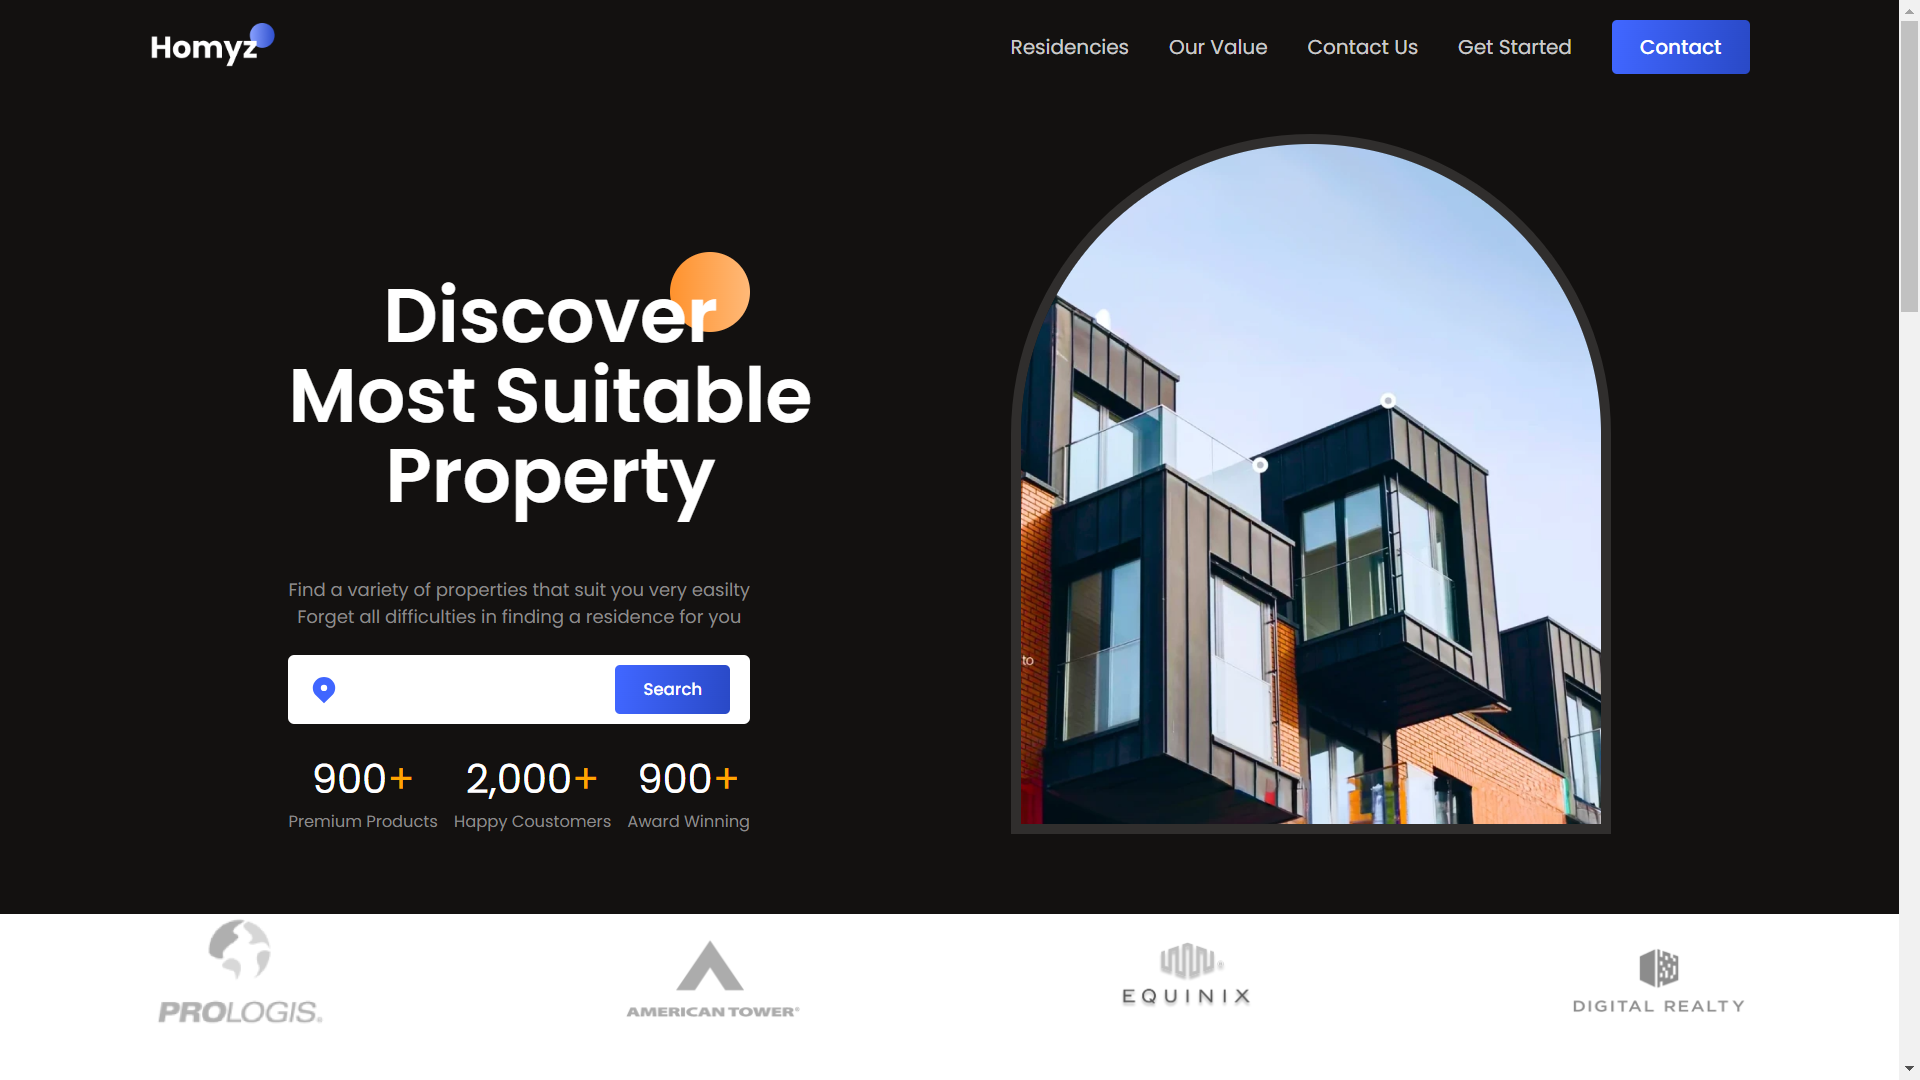 Homyz
Residencies
Our Value
Contact Us
Get Started
Contact
Discover
Most Suitable
Property
Find a variety of properties that suit you very easilty
Forget all difficulties in finding a residence for you
Search
900+
2,000+
900+
Premium Products
Happy Coustomers
Award Winning
to
PROLOGIS.
AMERICAN TOWER®
EQUINIX
DIGITAL REALTY